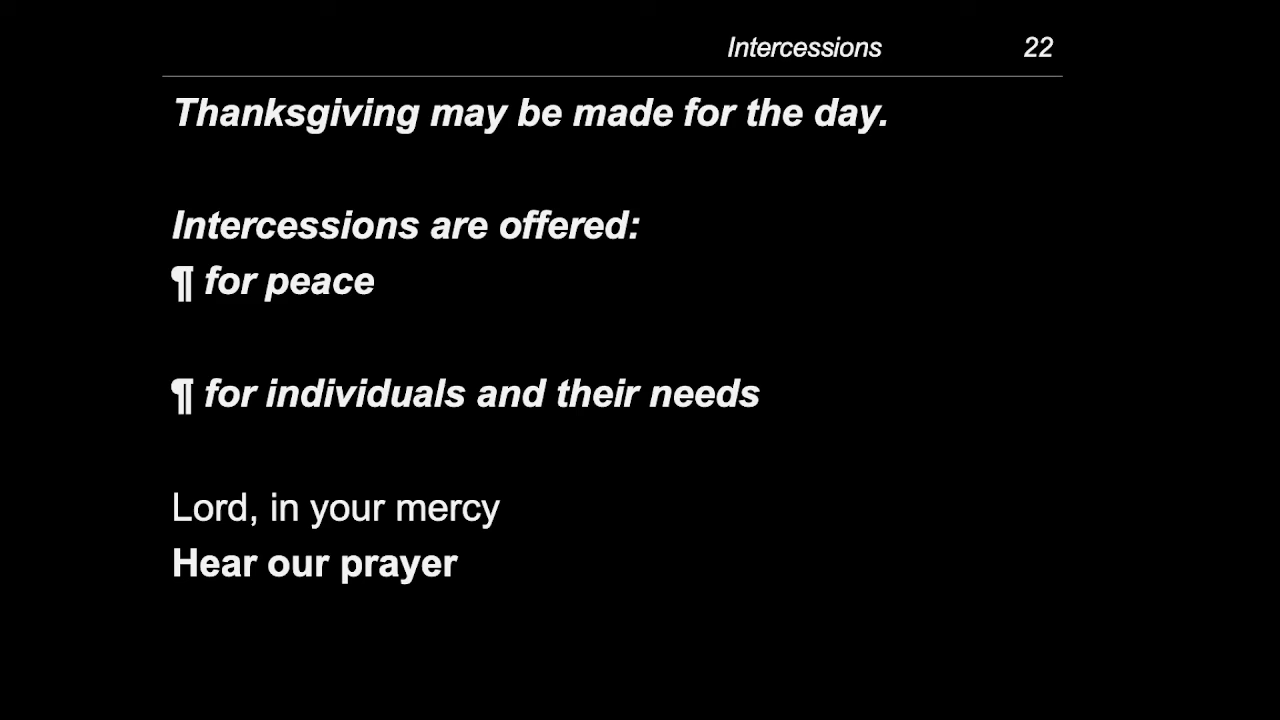 Intercessions 22
Thanksgiving may be made for the day.
Intercessions are offered:
¶ for peace
¶ for individuals and their needs
Lord, in your mercy
Hear our prayer